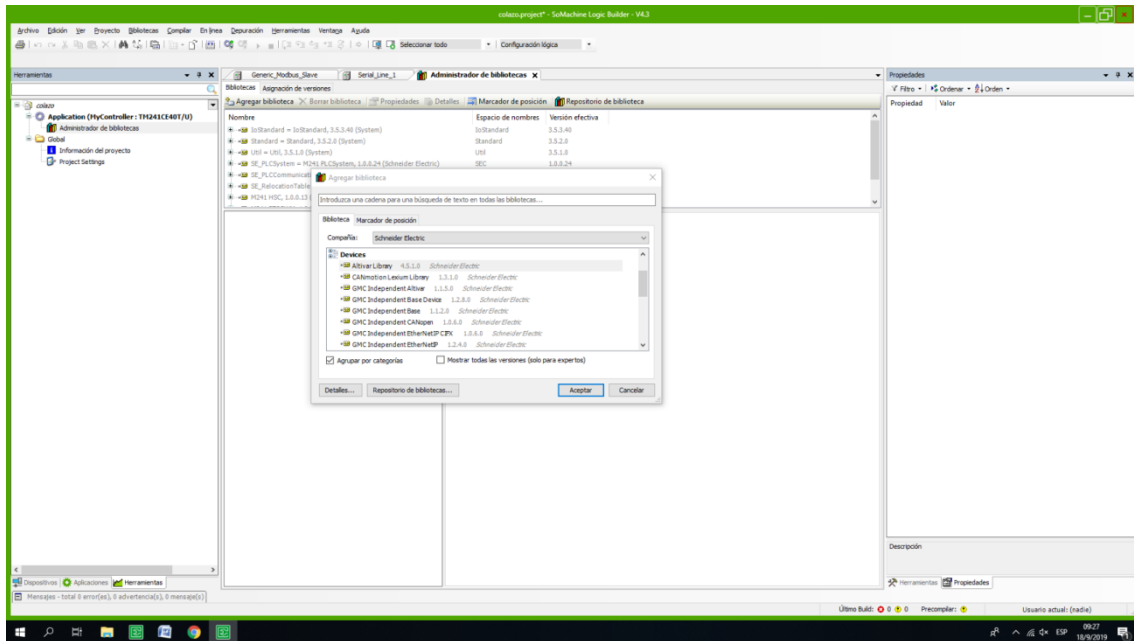 colazo.project* - SoMachine Logic Builder - V4.3
Archivo Edición Ver Proyecto Bibliotecas Compilar En línea Depuración Herramientas Ventana Ayuda
Seleccionar todo Configuración lógica
Herramientas
Generic_Modbus_Slave Serial_Line_1 Administrador de bibliotecas
Propiedades
Bibliotecas Asignación de versiones
Filtro Ordenar Orden
Agregar biblioteca Borrar biblioteca Propiedades Detalles Marcador de posición Repositorio de biblioteca
Propiedad Valor
colazo
Application (MyController : TM241CE40T/U)
Administrador de bibliotecas
Global
Información del proyecto
Project Settings
Nombre Espacio de nombres Versión efectiva
IoStandard = IoStandard, 3.5.3.40 (System) IoStandard 3.5.3.40
Standard = Standard, 3.5.2.0 (System) Standard 3.5.2.0
Util = Util, 3.5.1.0 (System) Util 3.5.1.0
SE_PLCSystem = M241 PLCSystem, 1.0.0.24 (Schneider Electric) SEC 1.0.0.24
SE_PLCCommunicati
SE_RelocationTable
M241 HSC, 1.0.0.13
Agregar biblioteca
Introduzca una cadena para una búsqueda de texto en todas las bibliotecas...
Biblioteca Marcador de posición
Compañía: Schneider Electric
Devices
Altivar Library 4.5.1.0 Schneider Electric
CANmotion Lexium Library 1.3.1.0 Schneider Electric
GMC Independent Altivar 1.1.5.0 Schneider Electric
GMC Independent Base Device 1.2.8.0 Schneider Electric
GMC Independent Base 1.1.2.0 Schneider Electric
GMC Independent CANopen 1.0.6.0 Schneider Electric
GMC Independent EtherNetIP CIFX 1.0.6.0 Schneider Electric
GMC Independent EtherNetIP 1.2.4.0 Schneider Electric
Agrupar por categorías Mostrar todas las versiones (solo para expertos)
Detalles... Repositorio de bibliotecas... Aceptar Cancelar
Descripción
Dispositivos Aplicaciones Herramientas
Herramientas Propiedades
Mensajes - total 0 error(es), 0 advertencia(s), 0 mensaje(s)
Último Build: 0 0 Precompilar: Usuario actual: (nadie)
ESP 09:27
18/9/2019